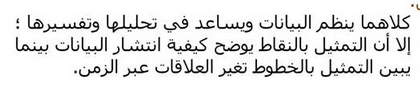 كلاهما ينظم البيانات ويساعد في تحليلها وتفسيرها ؛
إلا أن التمثيل بالنقاط يوضح كيفية انتشار البيانات بينما
يبين التمثيل بالخطوط تغير العلاقات عبر الزمن.